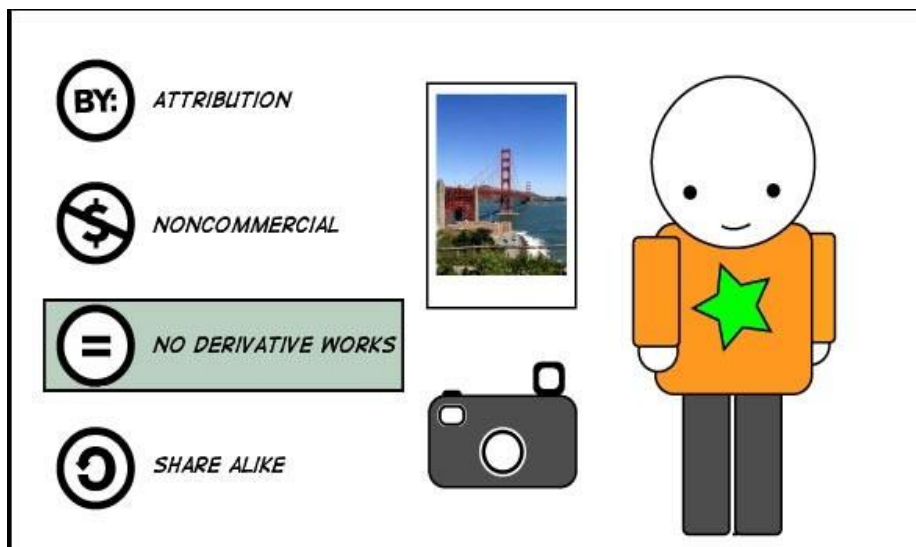 BY: ATTRIBUTION
$ NONCOMMERCIAL
= NO DERIVATIVE WORKS
SHARE ALIKE